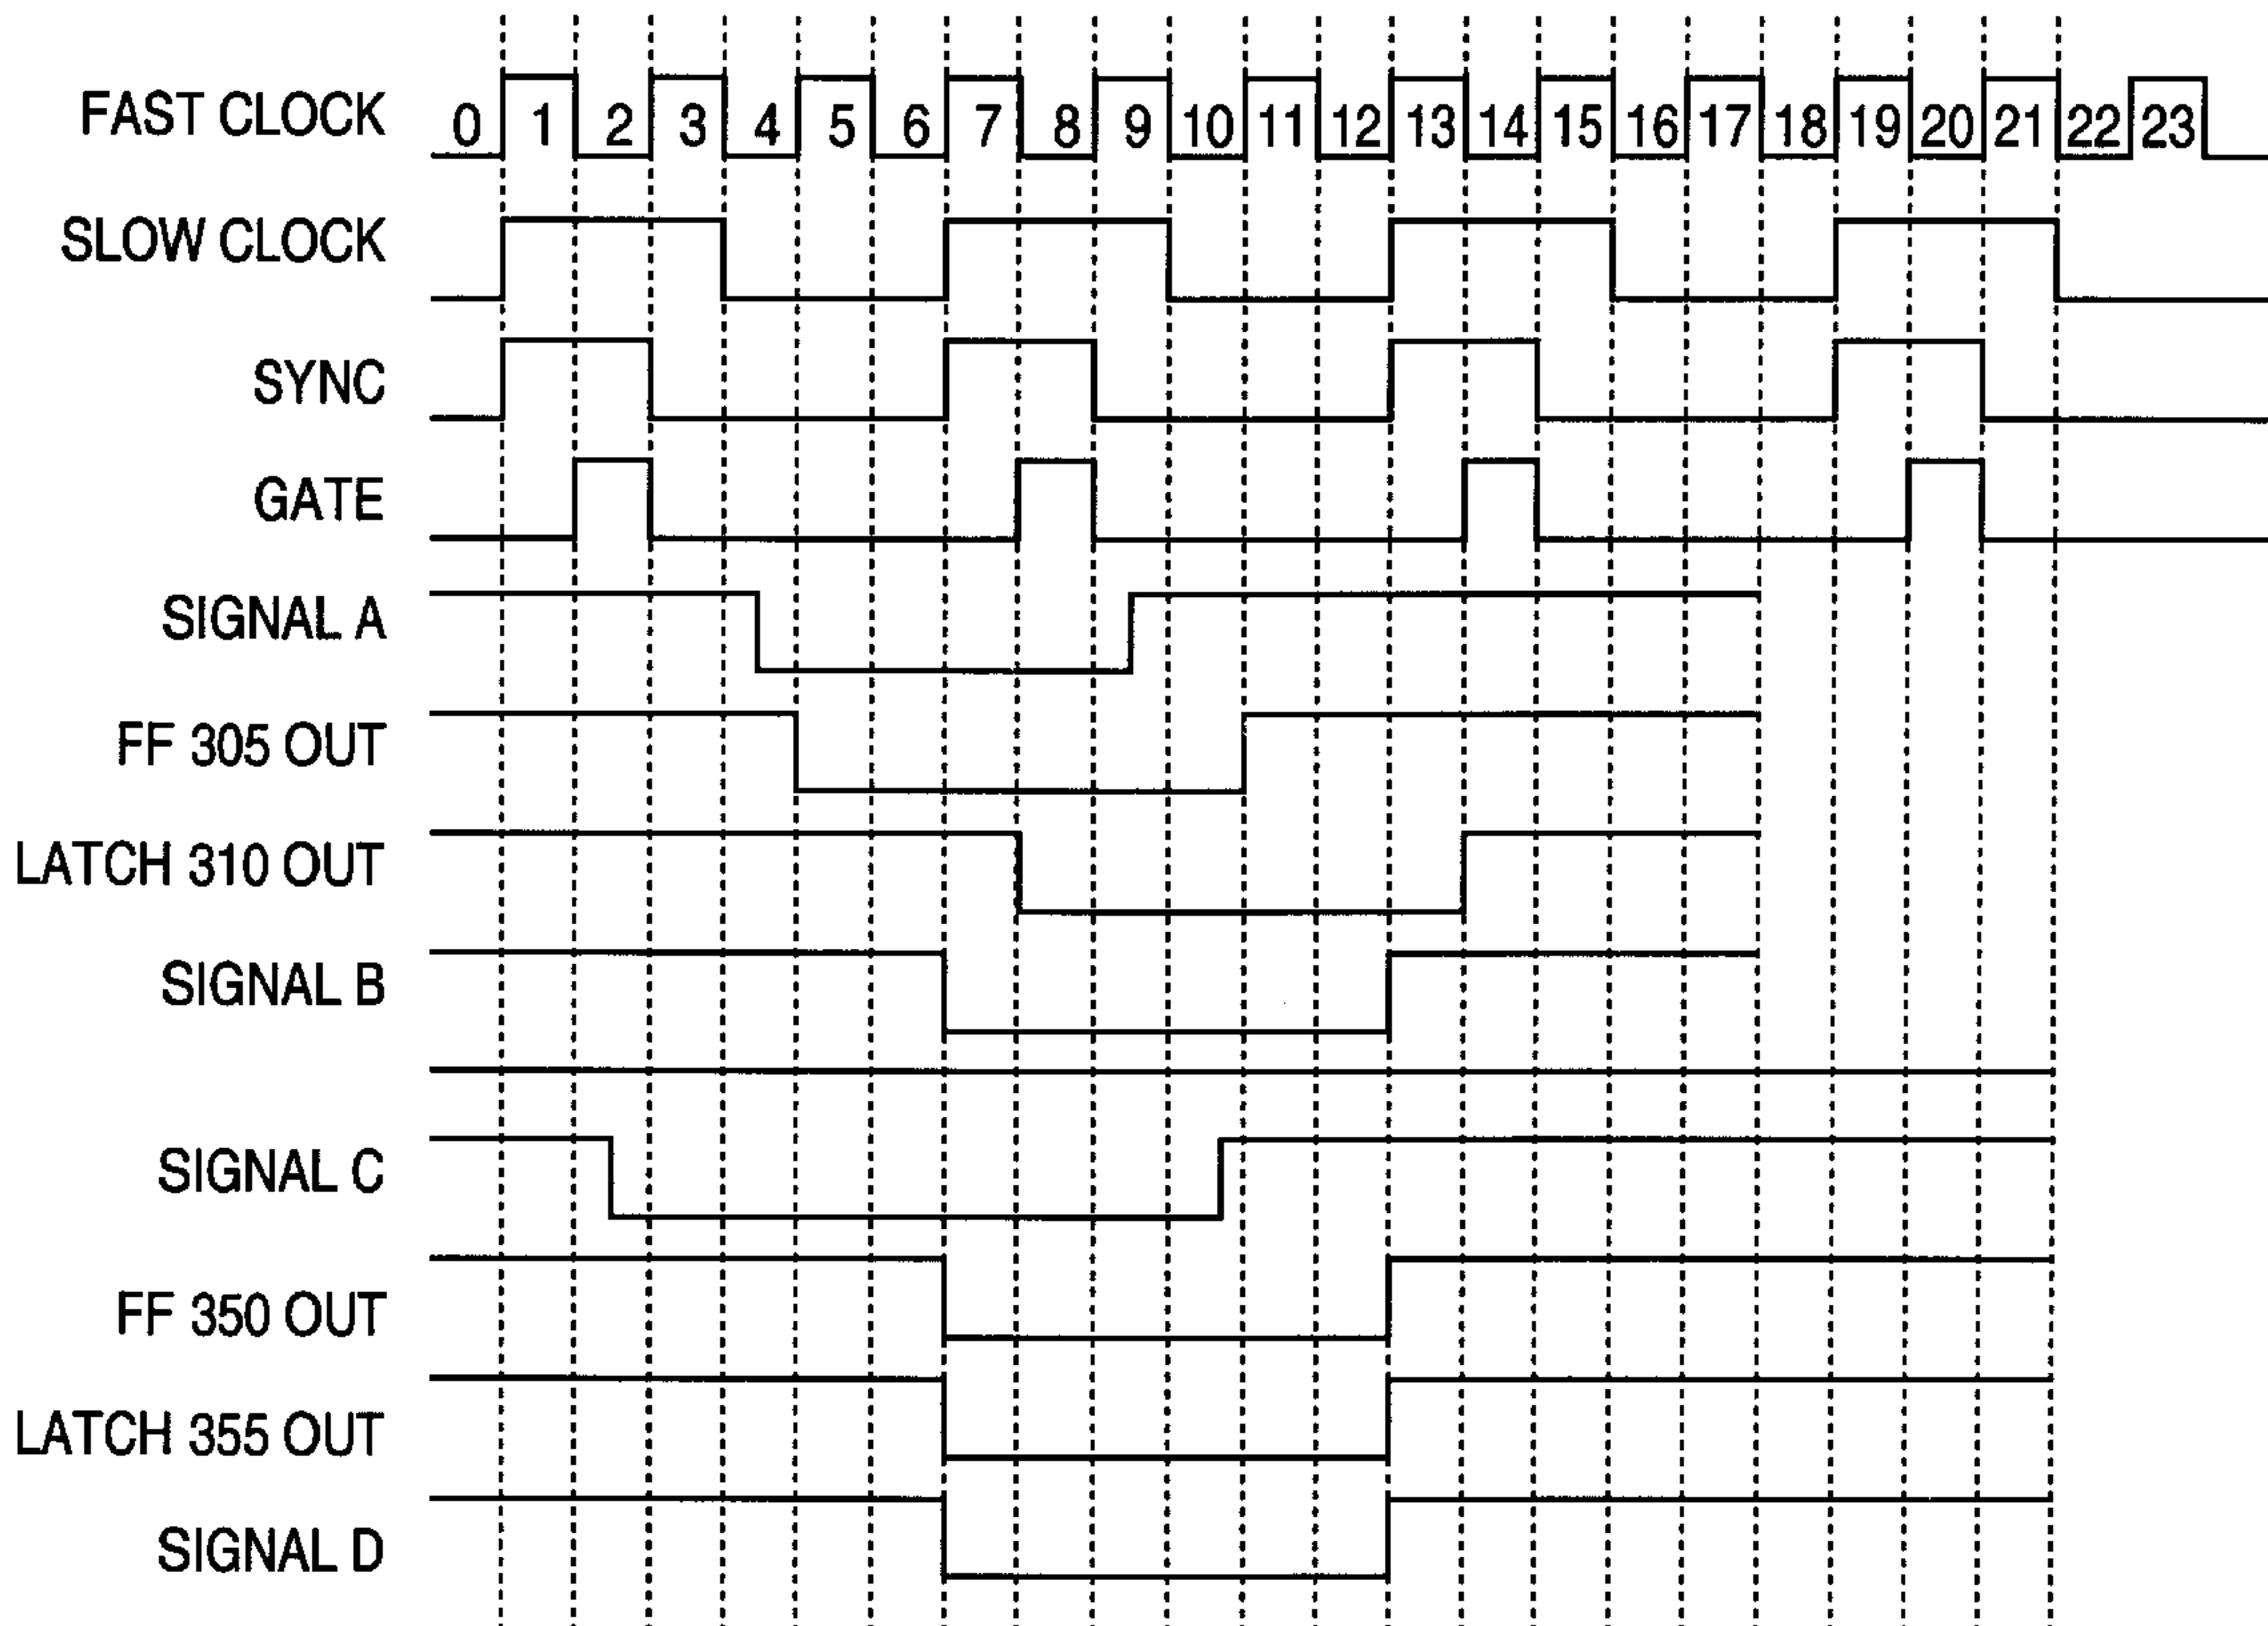 FAST CLOCK 0 1 2 3 4 5 6 7 8 9 10 11 12 13 14 15 16 17 18 19 20 21 22 23
SLOW CLOCK
SYNC
GATE
SIGNAL A
FF 305 OUT
LATCH 310 OUT
SIGNAL B
SIGNAL C
FF 350 OUT
LATCH 355 OUT
SIGNAL D